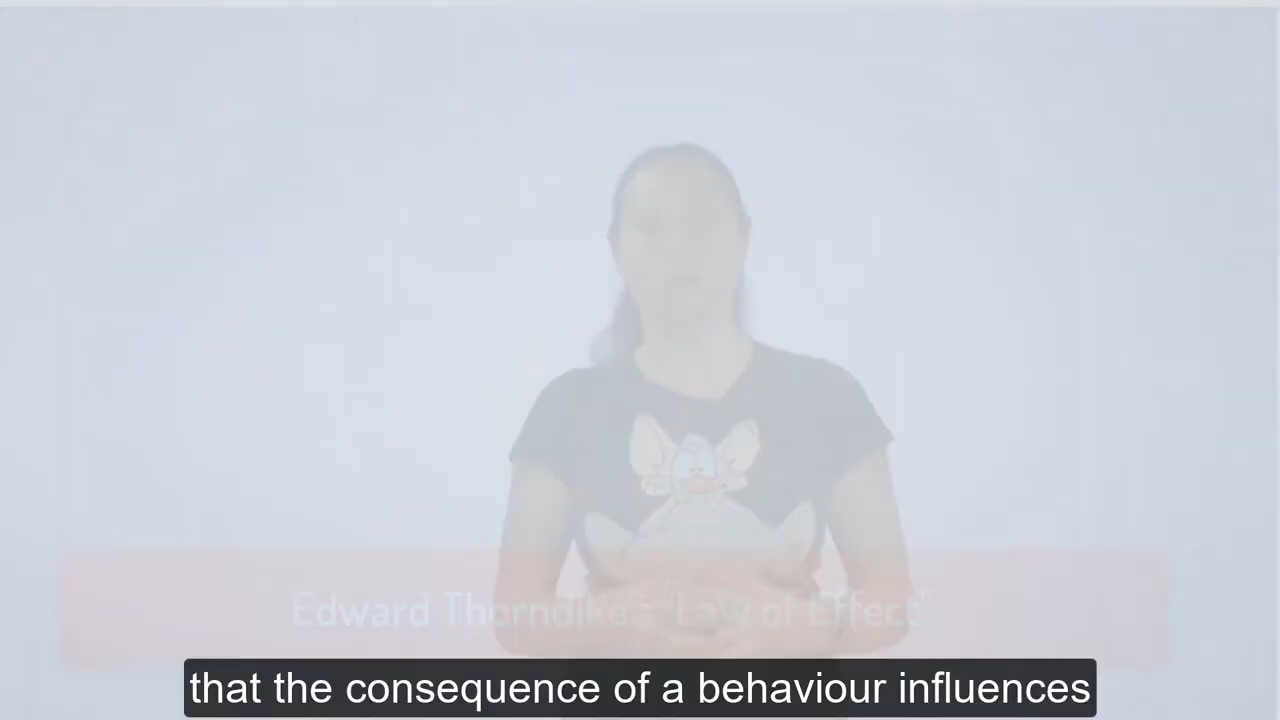 Edward Thorndike - 'Law of Effect'
that the consequence of a behaviour influences